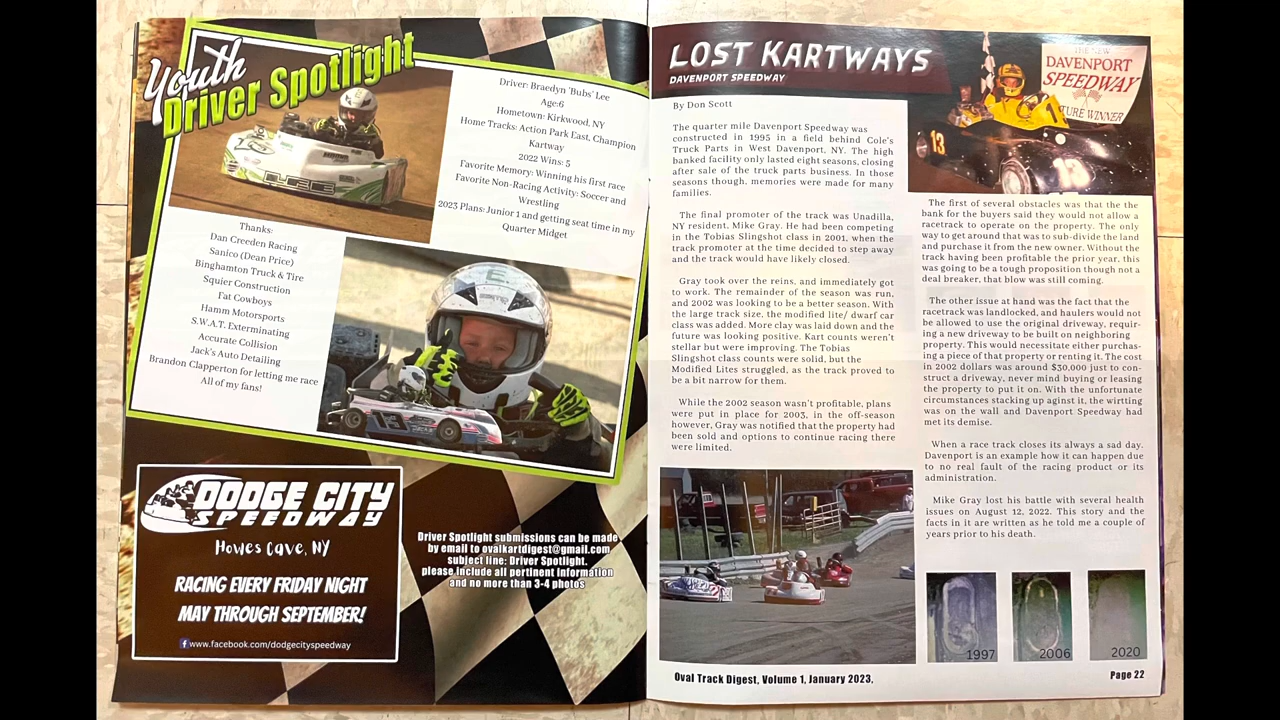 Youth
Driver Spotlight
Driver: Braedyn 'Bubs' Lee
Age:6
Hometown: Kirkwood, NY
Home Tracks: Action Park East, Champion
Kartway
2022 Wins: 5
Favorite Memory: Winning his first race
Favorite Non-Racing Activity: Soccer and
Wrestling
2023 Plans: Junior 1 and getting seat time in my
Quarter Midget
Thanks:
Dan Creeden Racing
Sanico (Dean Price)
Binghamton Truck & Tire
Squier Construction
Fat Cowboys
Hamm Motorsports
S.W.A.T. Exterminating
Accurate Collision
Jack's Auto Detailing
Brandon Clapperton for letting me race
All of my fans!
13
DODGE CITY
SPEEDWAY
Howes Cave, NY
RACING EVERY FRIDAY NIGHT
MAY THROUGH SEPTEMBER!
f www.facebook.com/dodgecityspeedway
Driver Spotlight submissions can be made
by email to ovalkartdigest@gmail.com
subject line: Driver Spotlight.
please include all pertinent information
and no more than 3-4 photos
LOST KARTWAYS
DAVENPORT SPEEDWAY
By Don Scott
The quarter mile Davenport Speedway was
constructed in 1995 in a field behind Cole's
Truck Parts in West Davenport, NY. The high
banked facility only lasted eight seasons, closing
after sale of the truck parts business. In those
seasons though, memories were made for many
families.
The final promoter of the track was Unadilla,
NY resident, Mike Gray. He had been competing
in the Tobias Slingshot class in 2001, when the
track promoter at the time decided to step away
and the track would have likely closed.
Gray took over the reins, and immediately got
to work. The remainder of the season was run,
and 2002 was looking to be a better season. With
the large track size, the modified lite/ dwarf car
class was added. More clay was laid down and the
future was looking positive. Kart counts weren't
stellar but were improving. The Tobias
Slingshot class counts were solid, but the
Modified Lites struggled, as the track proved to
be a bit narrow for them.
While the 2002 season wasn't profitable, plans
were put in place for 2003, in the off-season
however, Gray was notified that the property had
been sold and options to continue racing there
were limited.
THE NEW
DAVENPORT
SPEEDWAY
TURE WINNER
13
13
The first of several obstacles was that the the
bank for the buyers said they would not allow a
racetrack to operate on the property. The only
way to get around that was to sub-divide the land
and purchase it from the new owner. Without the
track having been profitable the prior year, this
was going to be a tough proposition though not a
deal breaker, that blow was still coming.
The other issue at hand was the fact that the
racetrack was landlocked, and haulers would not
be allowed to use the original driveway, requir-
ing a new driveway to be built on neighboring
property. This would necessitate either purchas-
ing a piece of that property or renting it. The cost
in 2002 dollars was around $30,000 just to con-
struct a driveway, never mind buying or leasing
the property to put it on. With the unfortunate
circumstances stacking up against it, the wirtting
was on the wall and Davenport Speedway had
met its demise.
When a race track closes its always a sad day.
Davenport is an example how it can happen due
to no real fault of the racing product or its
administration.
Mike Gray lost his battle with several health
issues on August 12, 2022. This story and the
facts in it are written as he told me a couple of
years prior to his death.
1997
2006
2020
Oval Track Digest, Volume 1, January 2023,
Page 22